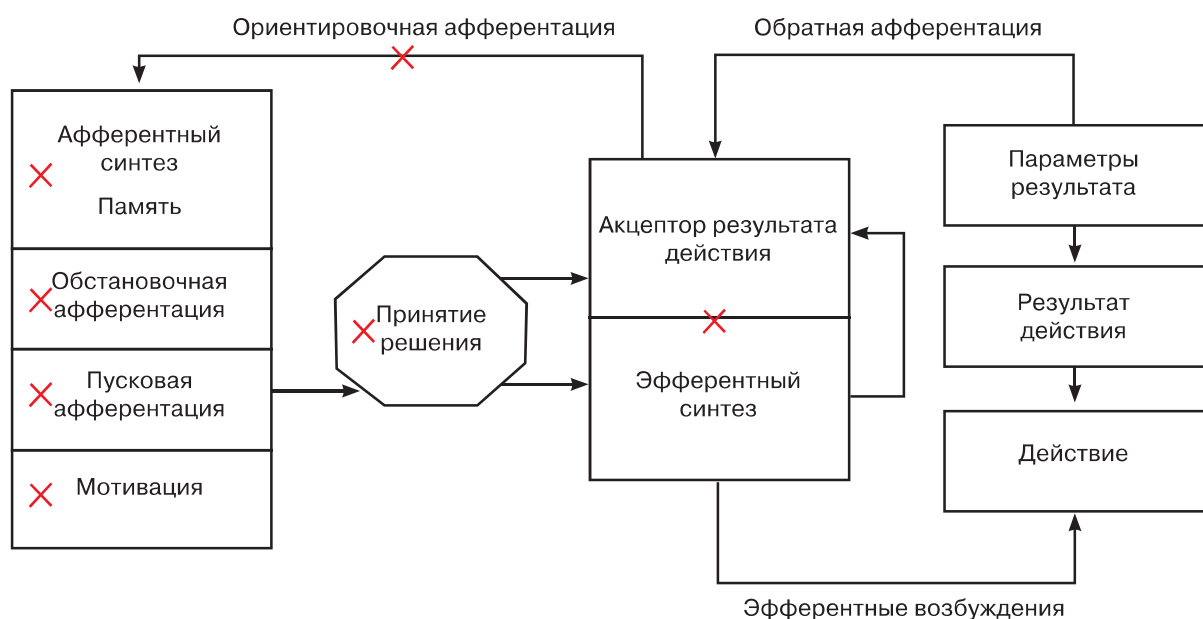 Ориентировочная афферентация
Обратная афферентация
Афферентный
синтез
Память
Обстановочная
афферентация
Пусковая
афферентация
Мотивация
Принятие
решения
Акцептор результата
действия
Эфферентный
синтез
Параметры
результата
Результат
действия
Действие
Эфферентные возбуждения